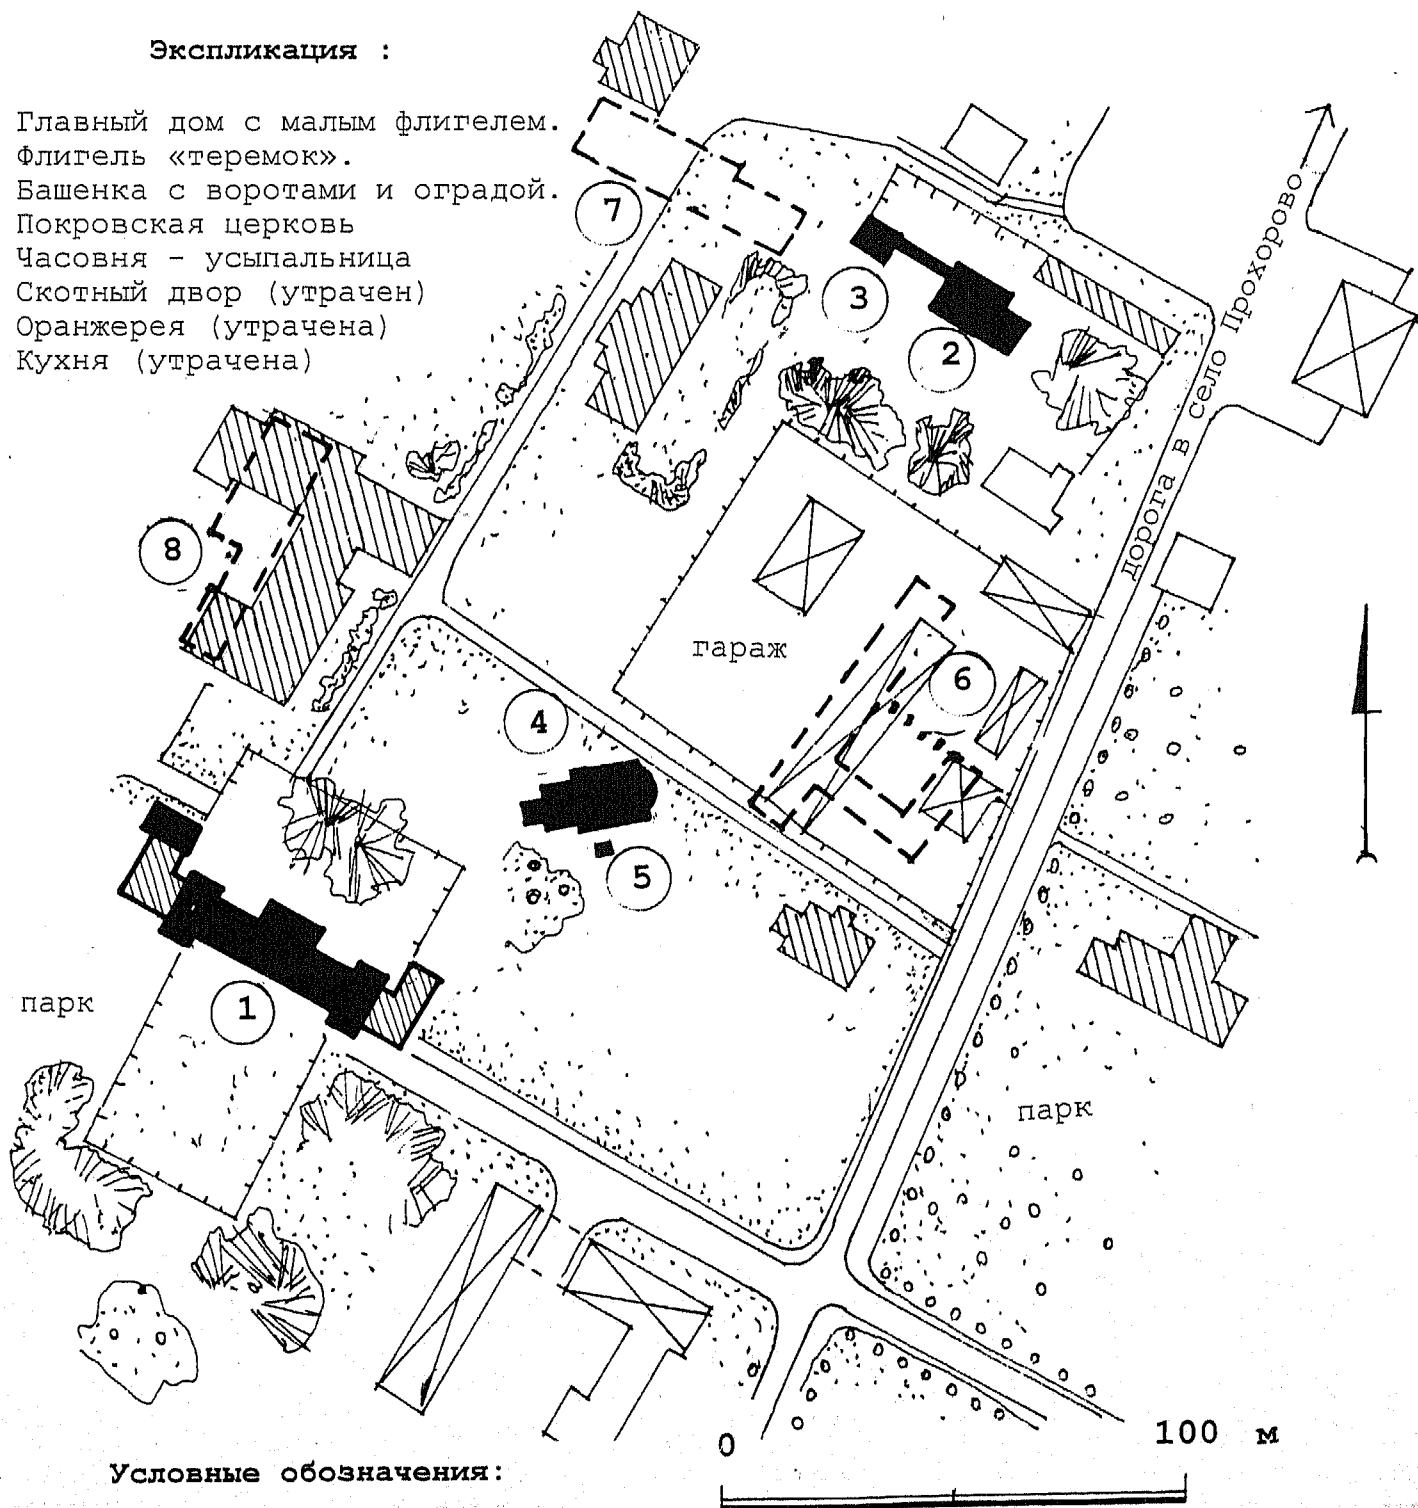 Экспликация :
Главный дом с малым флигелем.
Флигель «теремок».
Башенка с воротами и оградой.
Покровская церковь
Часовня - усыпальница
Скотный двор (утрачен)
Оранжерея (утрачена)
Кухня (утрачена)
7
3
2
дорога в село Прохорово
8
гараж
6
4
5
парк
1
парк
0
100 м
Условные обозначения: